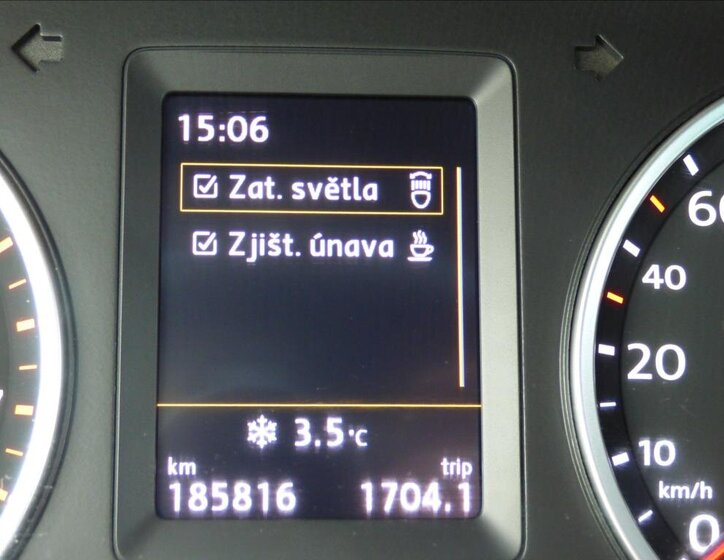 15:06
Zat. světla
Zjišt. únava
3.5°C
km trip
185816 1704.1
60
40
20
10
km/h
0